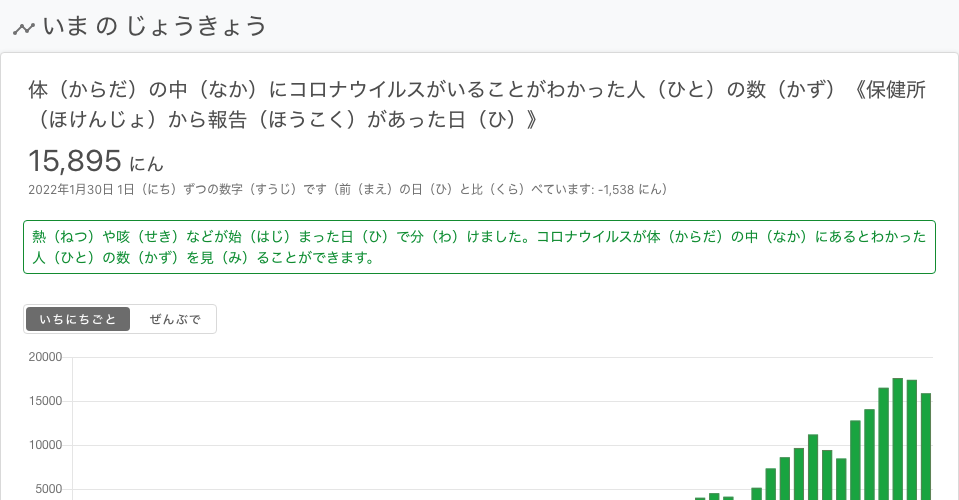 いま の じょうきょう
体（からだ）の中（なか）にコロナウイルスがいることがわかった人（ひと）の数（かず）《保健所
（ほけんじょ）から報告（ほうこく）があった日（ひ）》
15,895 にん
2022年1月30日 1日（にち）ずつの数字（すうじ）です（前（まえ）の日（ひ）と比（くら）べています: -1,538 にん）
熱（ねつ）や咳（せき）などが始（はじ）まった日（ひ）で分（わ）けました。コロナウイルスが体（からだ）の中（なか）にあるとわかった
人（ひと）の数（かず）を見（み）ることができます。
いちにちごと ぜんぶで
20000
15000
10000
5000